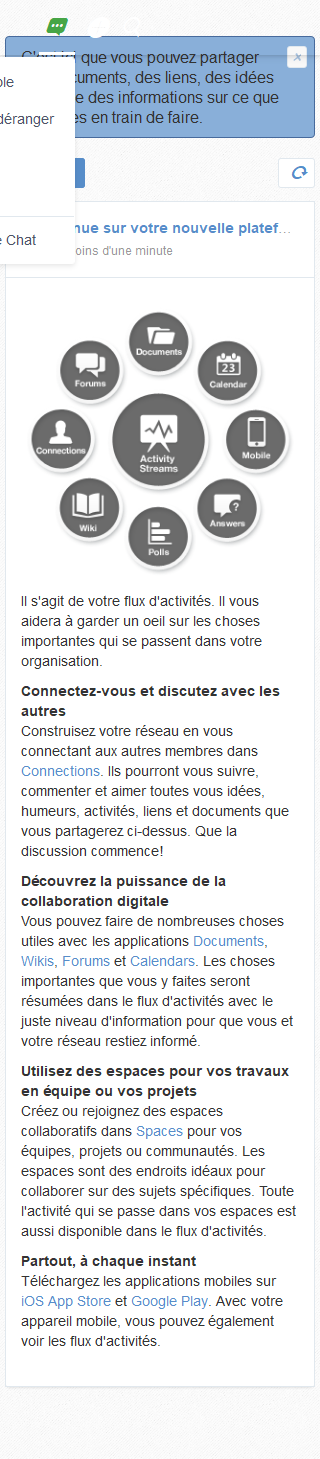 C'est ici que vous pouvez partager
documents, des liens, des idées
des informations sur ce que
en train de faire.
x
déranger
Chat
sur votre nouvelle platef...
d'une minute
Documents
Forums
Calendar
23
Connections
Activity
Streams
Mobile
Wiki
Answers
Polls
Il s'agit de votre flux d'activités. Il vous
aidera à garder un oeil sur les choses
importantes qui se passent dans votre
organisation.
Connectez-vous et discutez avec les
autres
Construisez votre réseau en vous
connectant aux autres membres dans
Connections. Ils pourront vous suivre,
commenter et aimer toutes vous idées,
humeurs, activités, liens et documents que
vous partagerez ci-dessus. Que la
discussion commence!
Découvrez la puissance de la
collaboration digitale
Vous pouvez faire de nombreuses choses
utiles avec les applications Documents,
Wikis, Forums et Calendars. Les choses
importantes que vous y faites seront
résumées dans le flux d'activités avec le
juste niveau d'information pour que vous et
votre réseau restiez informé.
Utilisez des espaces pour vos travaux
en équipe ou vos projets
Créez ou rejoignez des espaces
collaboratifs dans Spaces pour vos
équipes, projets ou communautés. Les
espaces sont des endroits idéaux pour
collaborer sur des sujets spécifiques. Toute
l'activité qui se passe dans vos espaces est
aussi disponible dans le flux d'activités.
Partout, à chaque instant
Téléchargez les applications mobiles sur
iOS App Store et Google Play. Avec votre
appareil mobile, vous pouvez également
voir les flux d'activités.